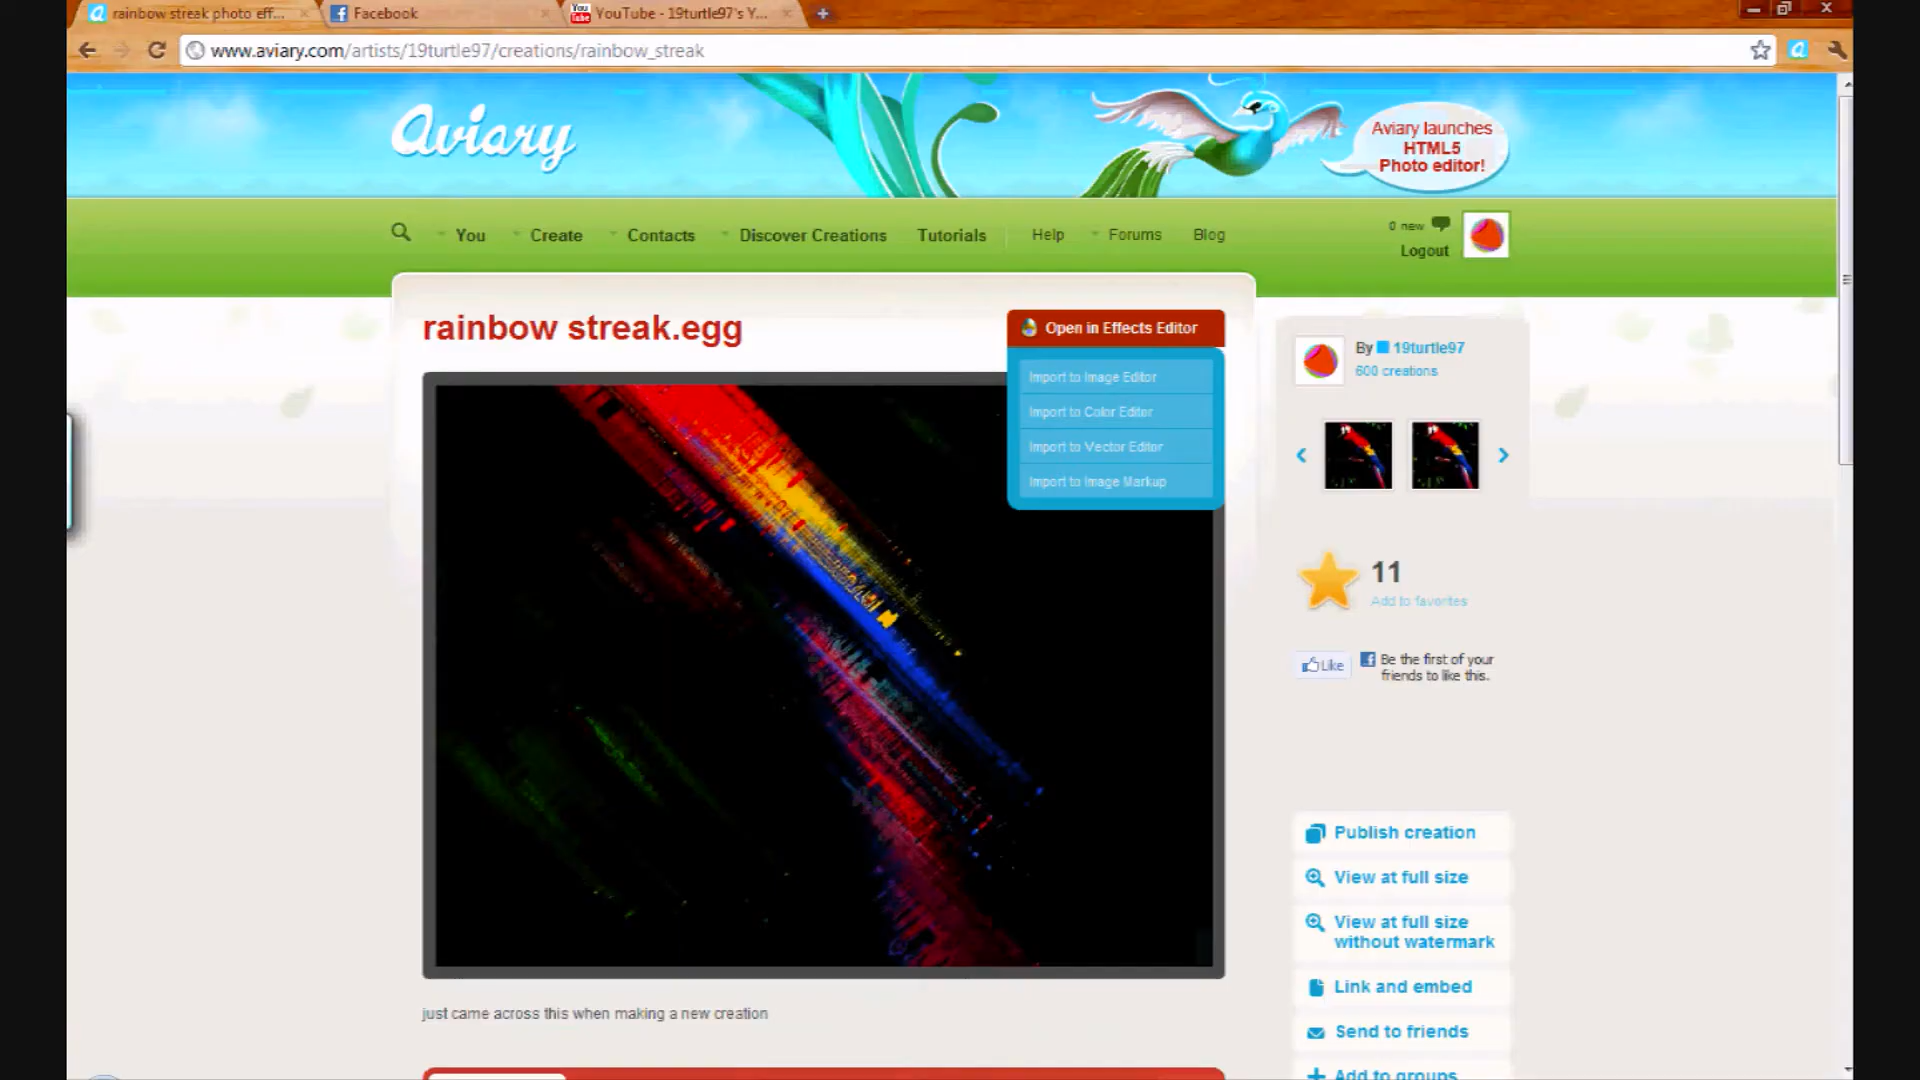 rainbow streak photo eff...
Facebook
YouTube - 19turtle97's Y...
www.aviary.com/artists/19turtle97/creations/rainbow_streak
aviary
Aviary launches
HTML5
Photo editor!
You
Create
Contacts
Discover Creations
Tutorials
Help
Forums
Blog
0 new
Logout
rainbow streak.egg
Open in Effects Editor
Import to Image Editor
Import to Color Editor
Import to Vector Editor
Import to Image Markup
By 19turtle97
600 creations
11
Add to favorites
Like
Be the first of your
friends to like this.
Publish creation
View at full size
View at full size
without watermark
Link and embed
Send to friends
Add to groups
just came across this when making a new creation